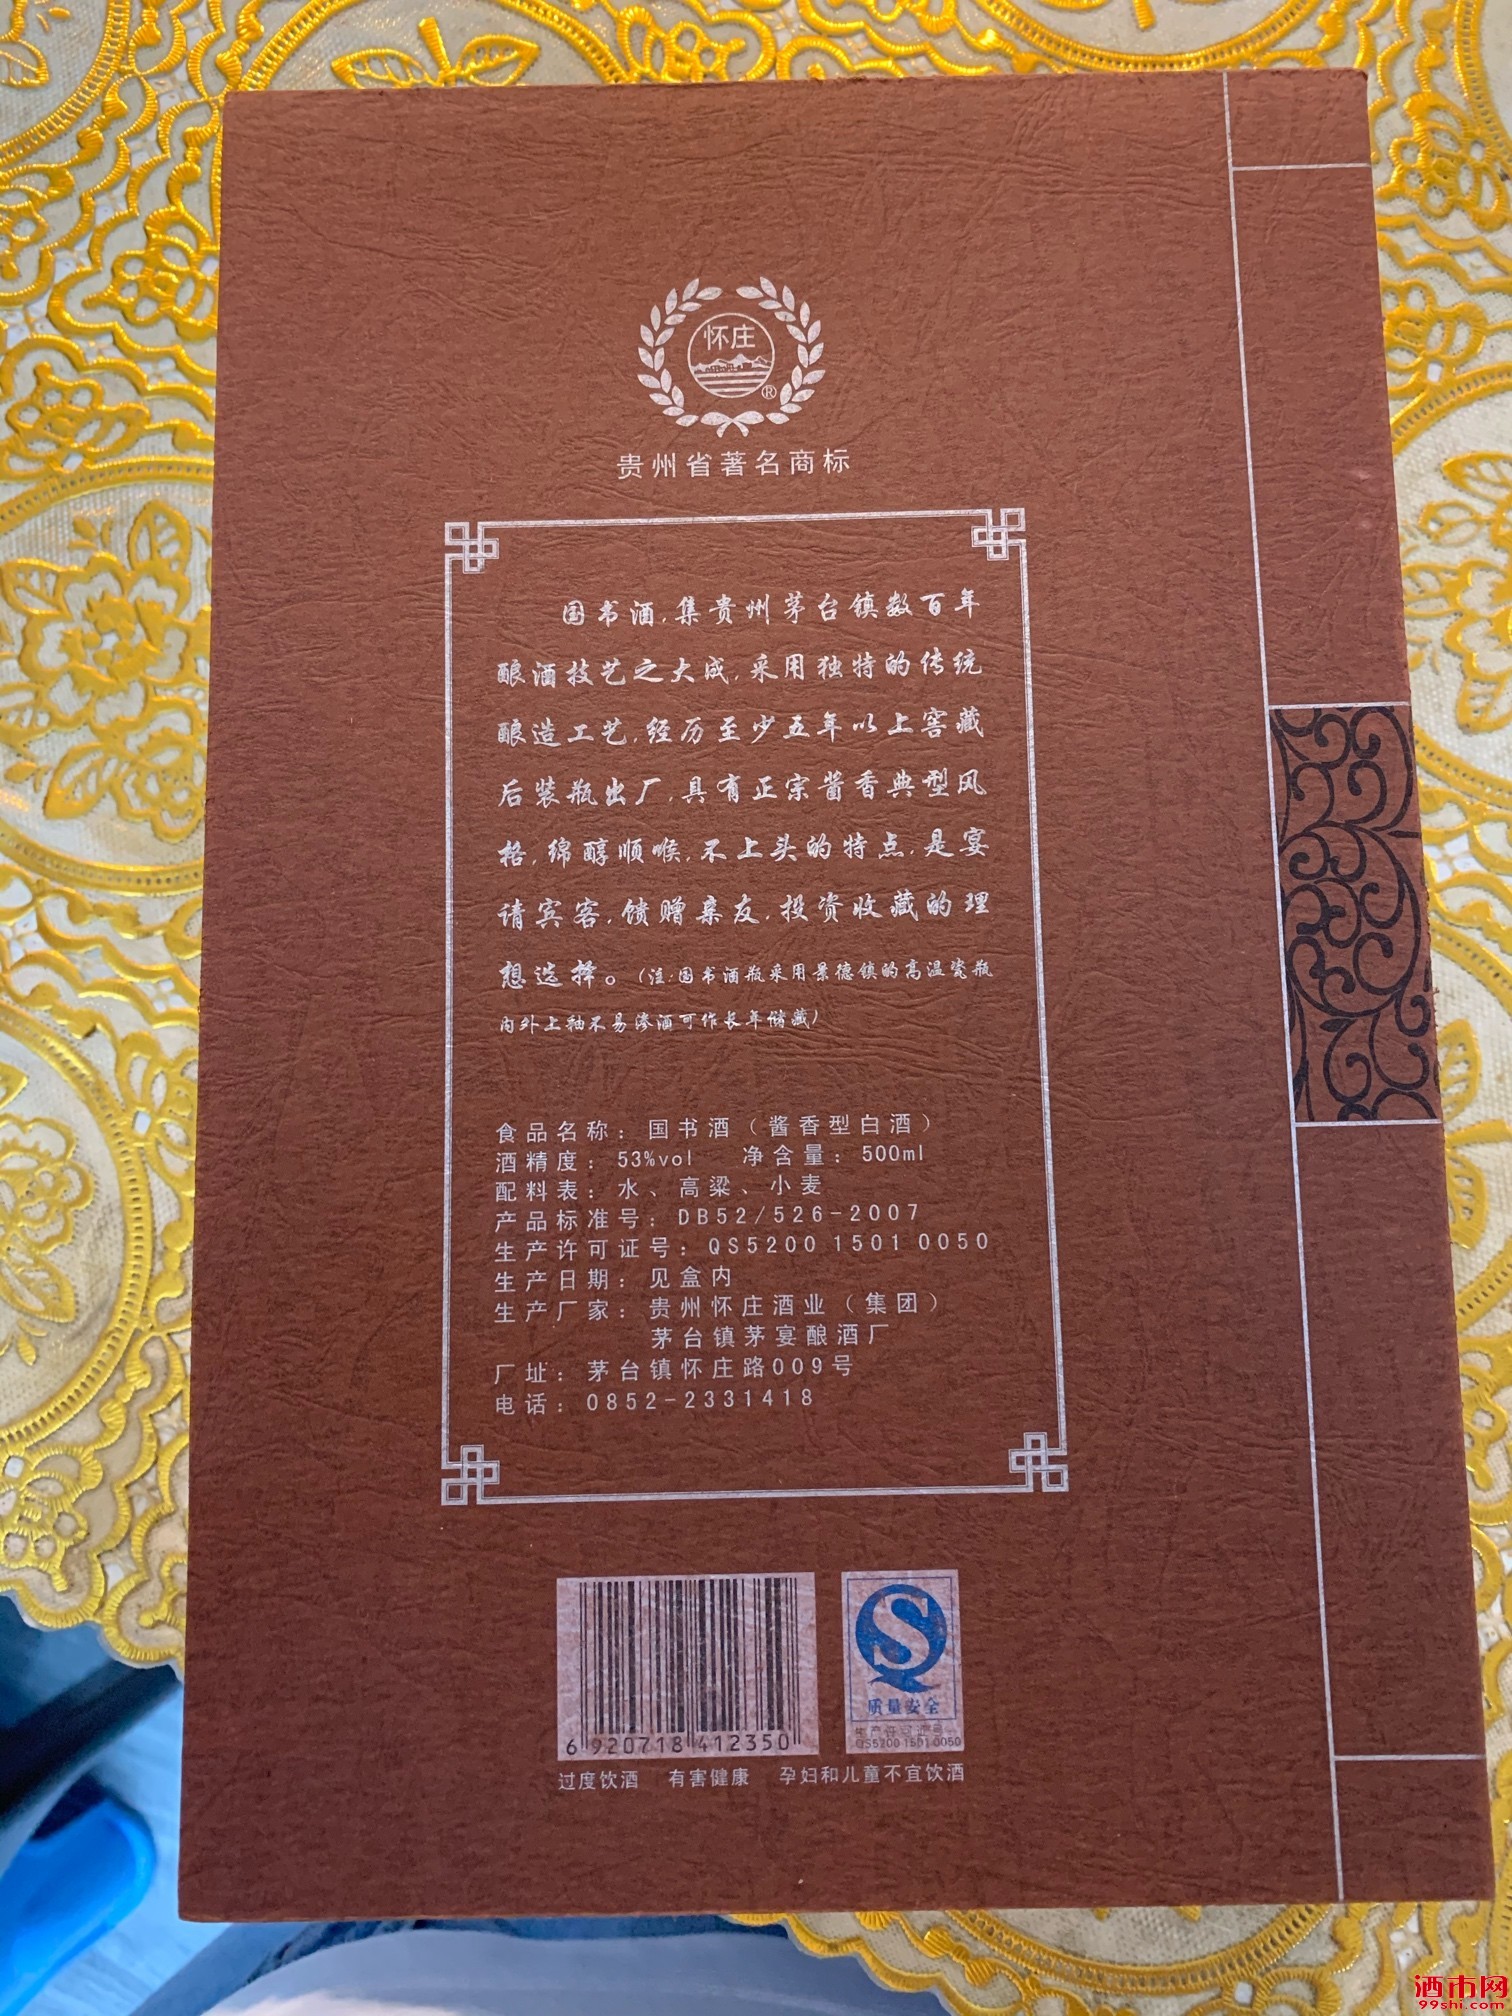 怀庄
®
贵州省著名商标
国书酒,集贵州茅台镇数百年
酿酒技艺之大成,采用独特的传统
酿造工艺,经历至少五年以上窖藏
后装瓶出厂,具有正宗酱香典型风
格,绵醇顺喉,不上头的特点,是宴
请宾客,馈赠亲友,投资收藏的理
想选择。(注:国书酒瓶采用景德镇的高温瓷瓶
内外上釉不易渗酒可作长年储藏)
食品名称：国书酒（酱香型白酒）
酒精度：53%vol 净含量：500ml
配料表：水、高粱、小麦
产品标准号：DB52/526-2007
生产许可证号：QS5200 1501 0050
生产日期：见盒内
生产厂家：贵州怀庄酒业（集团）
茅台镇茅宴酿酒厂
厂址：茅台镇怀庄路009号
电话：0852-2331418
6 920718 412350
质量安全
生产许可证号
QS5200 1501 0050
过度饮酒 有害健康 孕妇和儿童不宜饮酒
酒市网
99shi.com